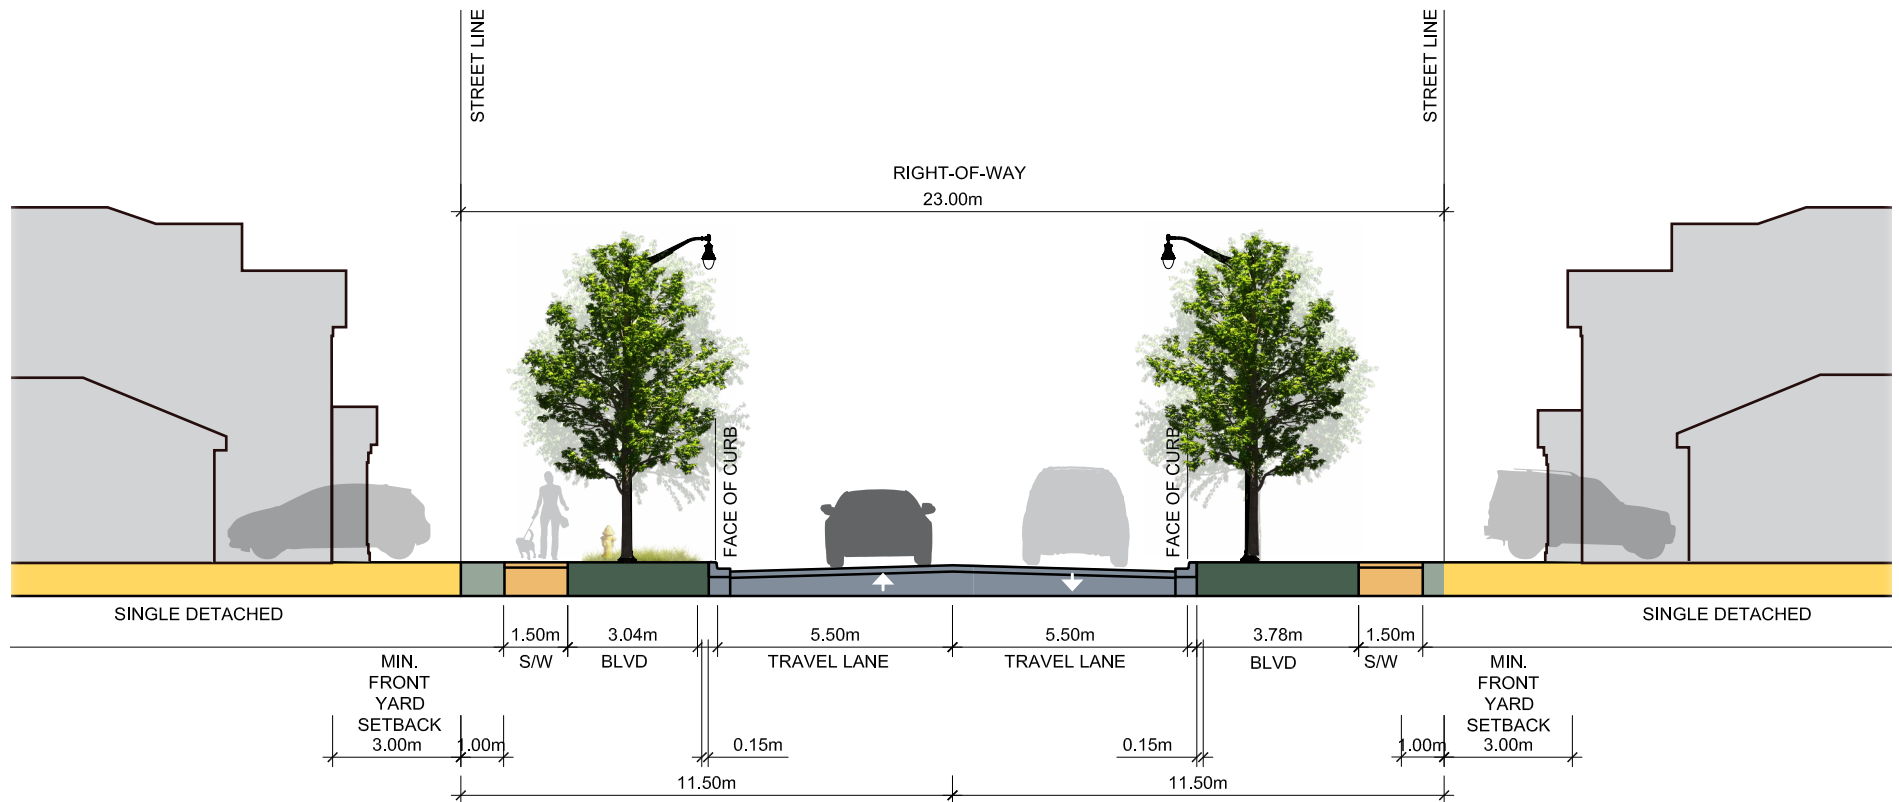 STREET LINE
STREET LINE
RIGHT-OF-WAY
23.00m
FACE OF CURB
FACE OF CURB
SINGLE DETACHED
SINGLE DETACHED
1.50m
3.04m
5.50m
5.50m
3.78m
1.50m
S/W
BLVD
TRAVEL LANE
TRAVEL LANE
BLVD
S/W
MIN.
FRONT
YARD
SETBACK
3.00m
1.00m
0.15m
0.15m
1.00m
MIN.
FRONT
YARD
SETBACK
3.00m
11.50m
11.50m